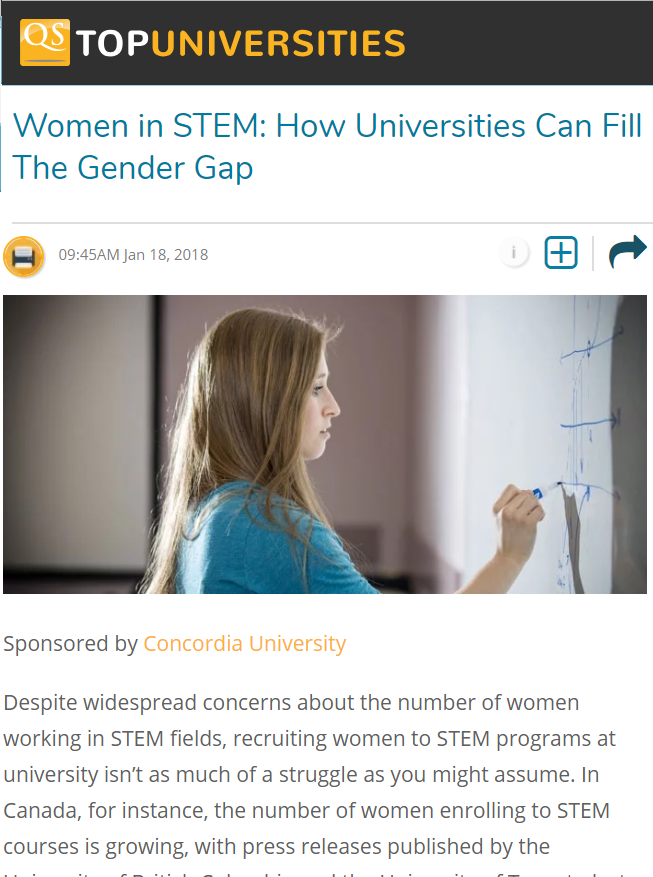 QS TOPUNIVERSITIES
Women in STEM: How Universities Can Fill
The Gender Gap
09:45AM Jan 18, 2018
i
Sponsored by Concordia University
Despite widespread concerns about the number of women
working in STEM fields, recruiting women to STEM programs at
university isn’t as much of a struggle as you might assume. In
Canada, for instance, the number of women enrolling to STEM
courses is growing, with press releases published by the